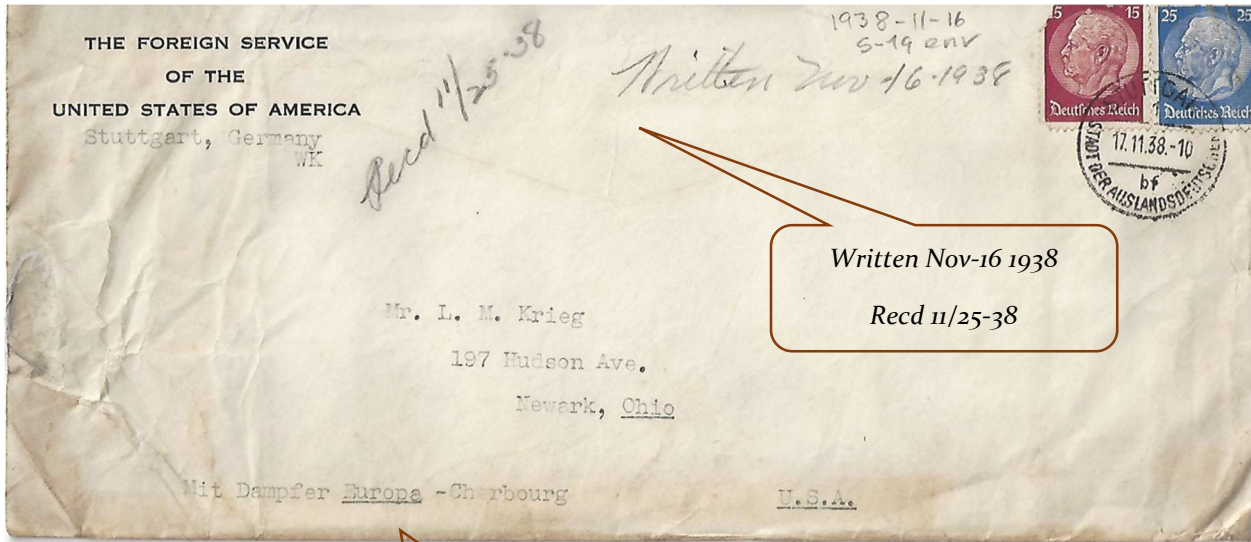 THE FOREIGN SERVICE
OF THE
UNITED STATES OF AMERICA
Stuttgart, Germany
WK
Recd 11/25-38
1938-11-16
S-19 env
Written Nov-16-1938
15 15
Deutsches Reich
25 25
Deutsches Reich
17.11.38.-10
bf
STADT DER AUSLANDSDEUTSCHEN
Written Nov-16 1938
Recd 11/25-38
Mr. L. M. Krieg
197 Hudson Ave.
Newark, Ohio
Mit Dampfer Europa -Cherbourg
U.S.A.